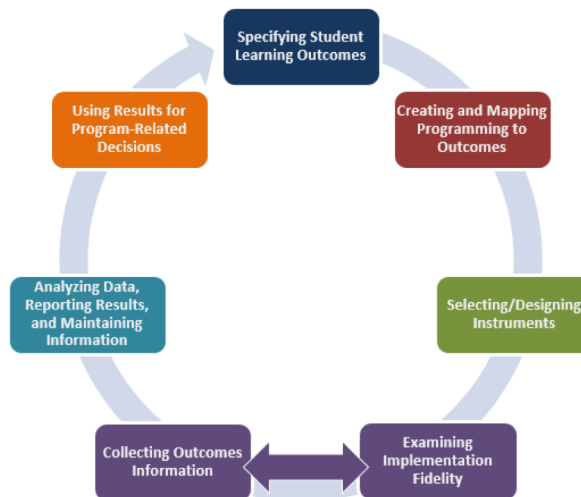 Specifying Student
Learning Outcomes
Creating and Mapping
Programming to
Outcomes
Selecting/Designing
Instruments
Examining
Implementation
Fidelity
Collecting Outcomes
Information
Analyzing Data,
Reporting Results,
and Maintaining
Information
Using Results for
Program-Related
Decisions